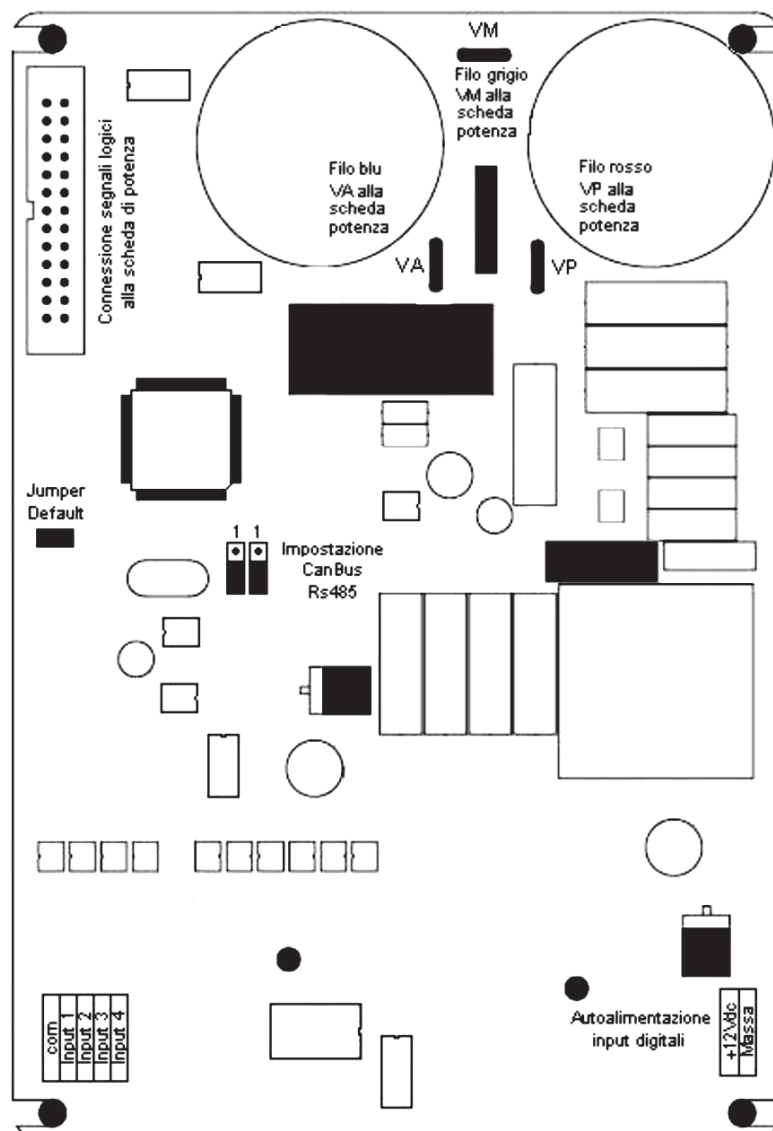 VM
Filo grigio
VM alla
scheda
potenza
Filo blu
VA alla
scheda
potenza
Filo rosso
VP alla
scheda
potenza
VA
VP
Connessione segnali logici
alla scheda di potenza
Jumper
Default
1 1
Impostazione
CanBus
Rs485
com
Input 1
Input 2
Input 3
Input 4
Autoalimentazione
input digitali
+12Vdc
Massa